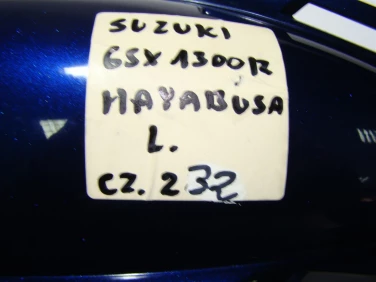 SUZUKI
GSX 1300R
HAYABUSA
L.
CZ. 232